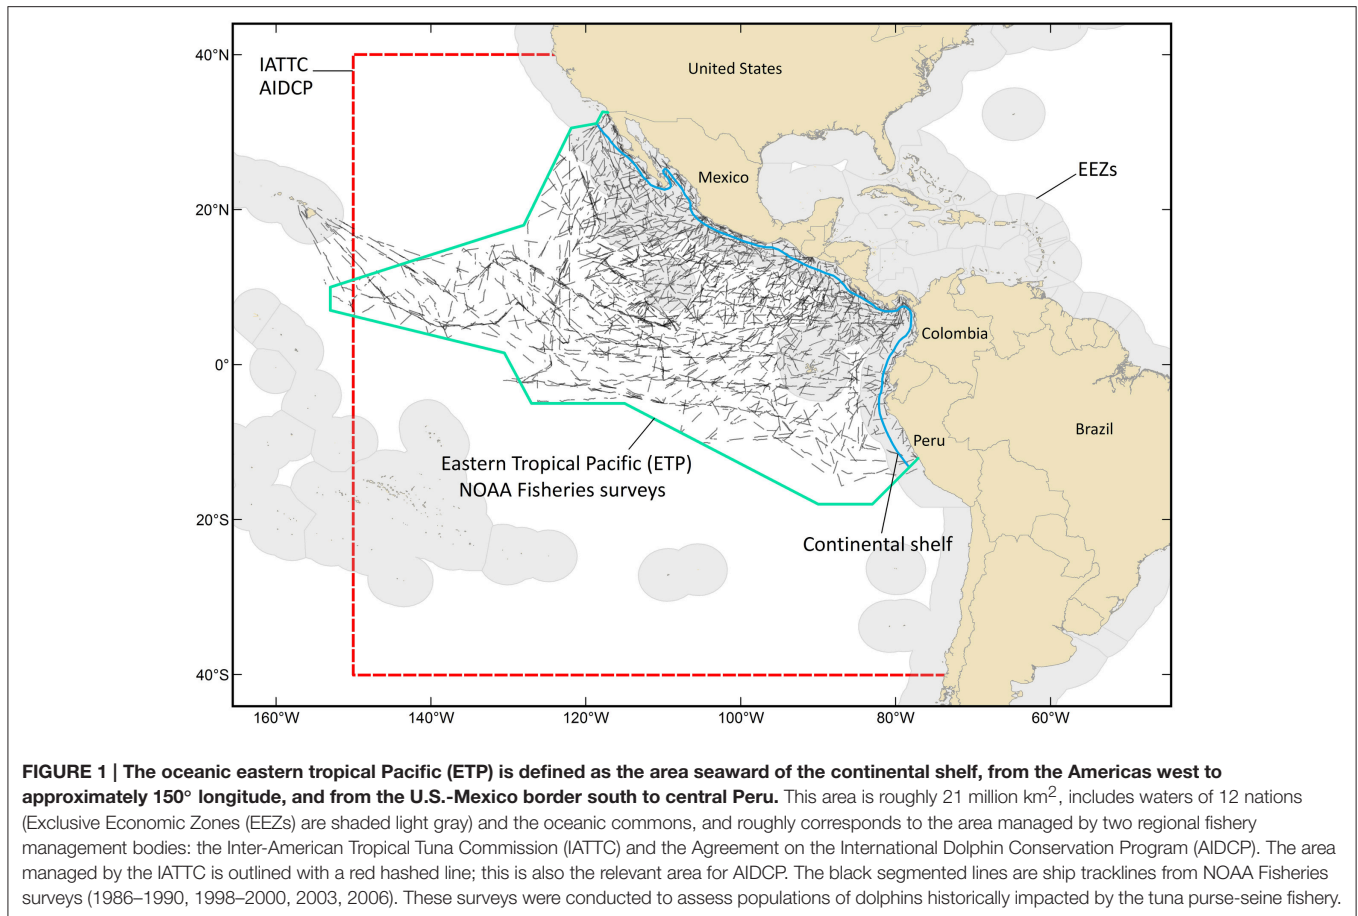 40°N
20°N
0°
20°S
40°S
IATTC
AIDCP
United States
Mexico
EEZs
Colombia
Peru
Brazil
Eastern Tropical Pacific (ETP)
NOAA Fisheries surveys
Continental shelf
160°W 140°W 120°W 100°W 80°W 60°W
FIGURE 1 | The oceanic eastern tropical Pacific (ETP) is defined as the area seaward of the continental shelf, from the Americas west to
approximately 150° longitude, and from the U.S.-Mexico border south to central Peru. This area is roughly 21 million km², includes waters of 12 nations
(Exclusive Economic Zones (EEZs) are shaded light gray) and the oceanic commons, and roughly corresponds to the area managed by two regional fishery
management bodies: the Inter-American Tropical Tuna Commission (IATTC) and the Agreement on the International Dolphin Conservation Program (AIDCP). The area
managed by the IATTC is outlined with a red hashed line; this is also the relevant area for AIDCP. The black segmented lines are ship tracklines from NOAA Fisheries
surveys (1986–1990, 1998–2000, 2003, 2006). These surveys were conducted to assess populations of dolphins historically impacted by the tuna purse-seine fishery.